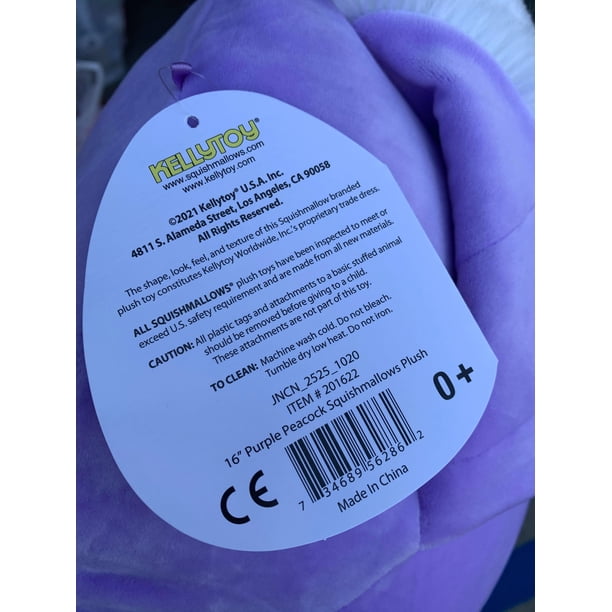 KELLYTOY®
www.squishmallows.com
www.kellytoy.com
©2021 Kellytoy® U.S.A. Inc.
4811 S. Alameda Street, Los Angeles, CA 90058
All Rights Reserved.
The shape, look, feel, and texture of this Squishmallow branded
plush toy constitutes Kellytoy Worldwide, Inc.'s proprietary trade dress.
ALL SQUISHMALLOWS® plush toys have been inspected to meet or
exceed U.S. safety requirement and are made from all new materials.
CAUTION: All plastic tags and attachments to a basic stuffed animal
should be removed before giving to a child.
These attachments are not part of this toy.
TO CLEAN: Machine wash cold. Do not bleach.
Tumble dry low heat. Do not iron.
JNCN_2525_1020
ITEM # 201622
16" Purple Peacock Squishmallows Plush
0+
CE
7 34689 56286 2
Made In China